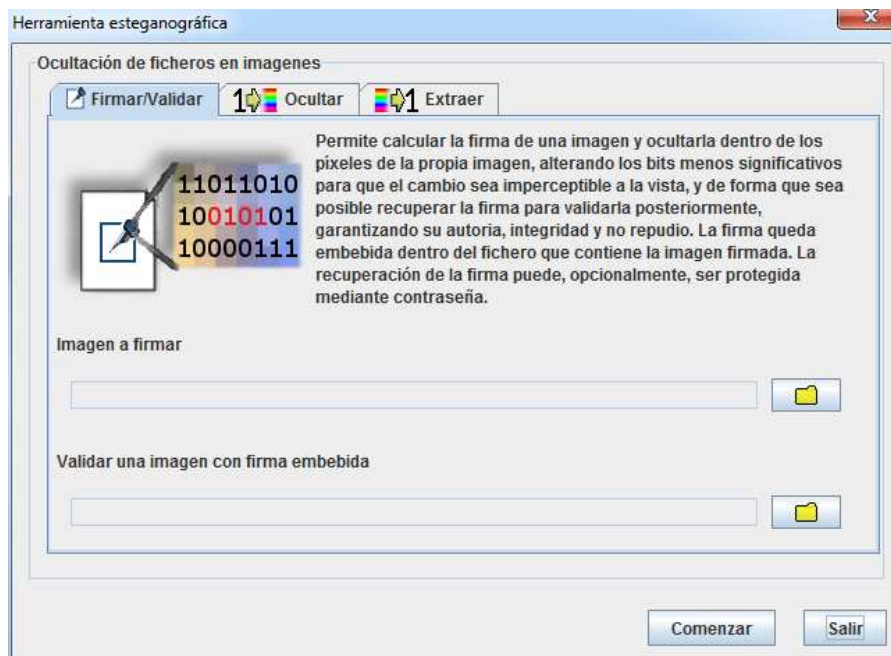 Herramienta esteganográfica
Ocultación de ficheros en imagenes
Firmar/Validar
1 Ocultar
1 Extraer
Permite calcular la firma de una imagen y ocultarla dentro de los
píxeles de la propia imagen, alterando los bits menos significativos
para que el cambio sea imperceptible a la vista, y de forma que sea
posible recuperar la firma para validarla posteriormente,
garantizando su autoria, integridad y no repudio. La firma queda
embebida dentro del fichero que contiene la imagen firmada. La
recuperación de la firma puede, opcionalmente, ser protegida
mediante contraseña.
11011010
10010101
10000111
Imagen a firmar
Validar una imagen con firma embebida
Comenzar
Salir